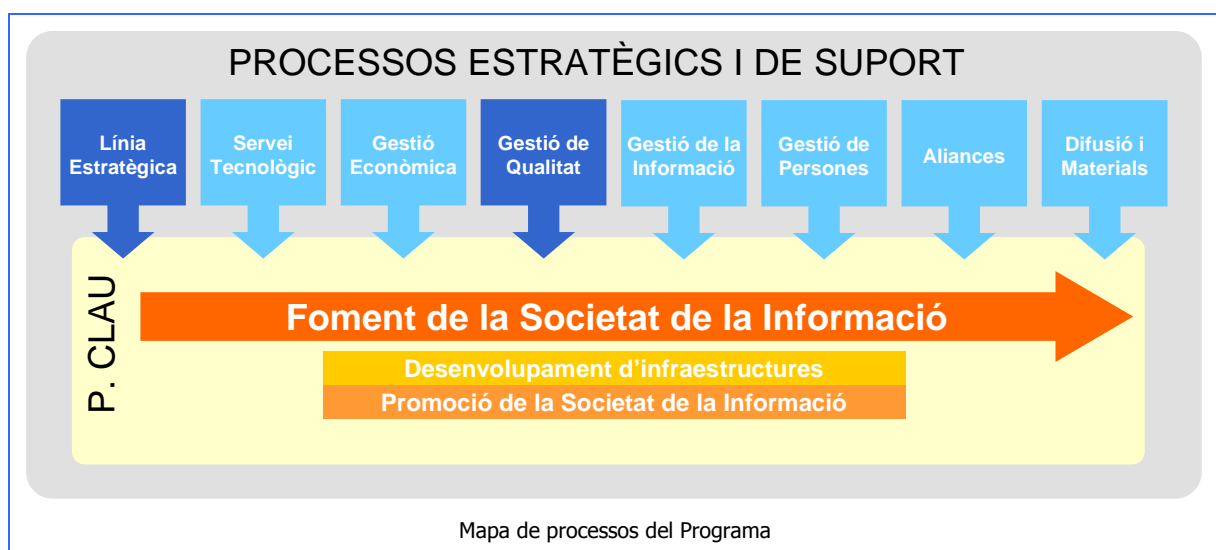 PROCESSOS ESTRATÈGICS I DE SUPORT
Línia
Estratègica
Servei
Tecnològic
Gestió
Econòmica
Gestió de
Qualitat
Gestió de la
Informació
Gestió de
Persones
Aliances
Difusió i
Materials
P. CLAU
Foment de la Societat de la Informació
Desenvolupament d’infraestructures
Promoció de la Societat de la Informació
Mapa de processos del Programa